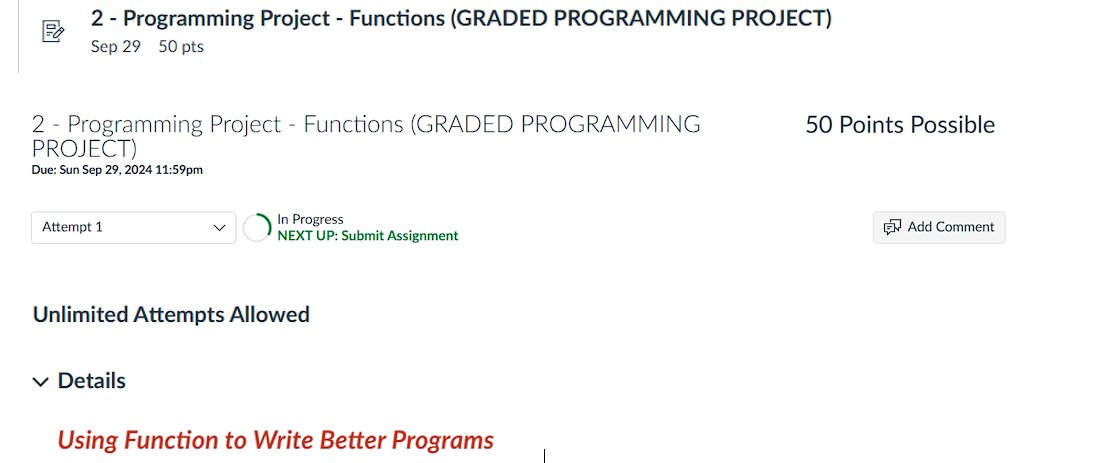 2 - Programming Project - Functions (GRADED PROGRAMMING PROJECT)
Sep 29 50 pts
2 - Programming Project - Functions (GRADED PROGRAMMING
PROJECT)
50 Points Possible
Due: Sun Sep 29, 2024 11:59pm
Attempt 1
In Progress
NEXT UP: Submit Assignment
Add Comment
Unlimited Attempts Allowed
Details
Using Function to Write Better Programs